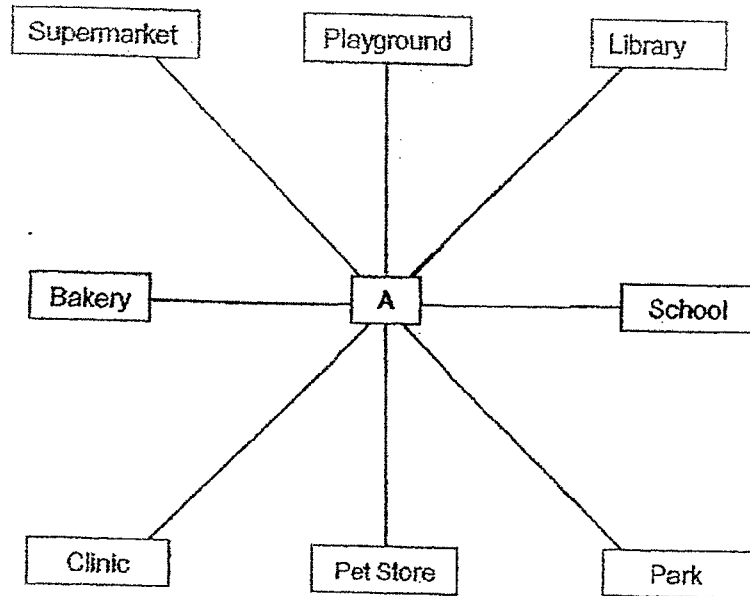 Supermarket
Playground
Library
Bakery
A
School
Clinic
Pet Store
Park